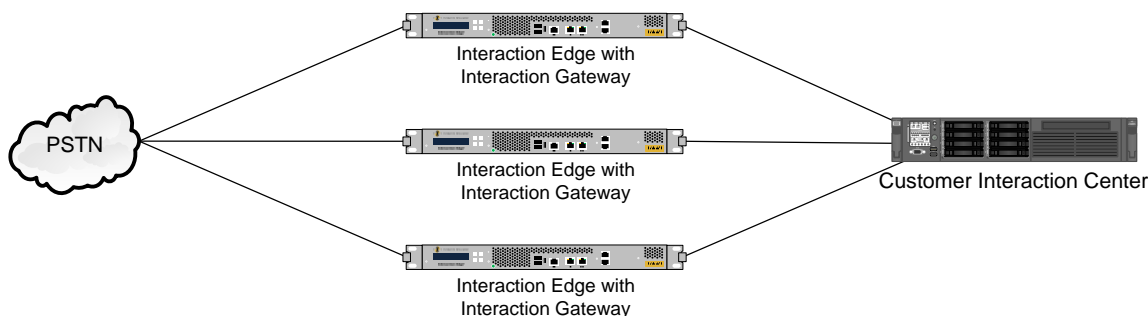 Interaction Edge with
Interaction Gateway
PSTN
Interaction Edge with
Interaction Gateway
Customer Interaction Center
Interaction Edge with
Interaction Gateway